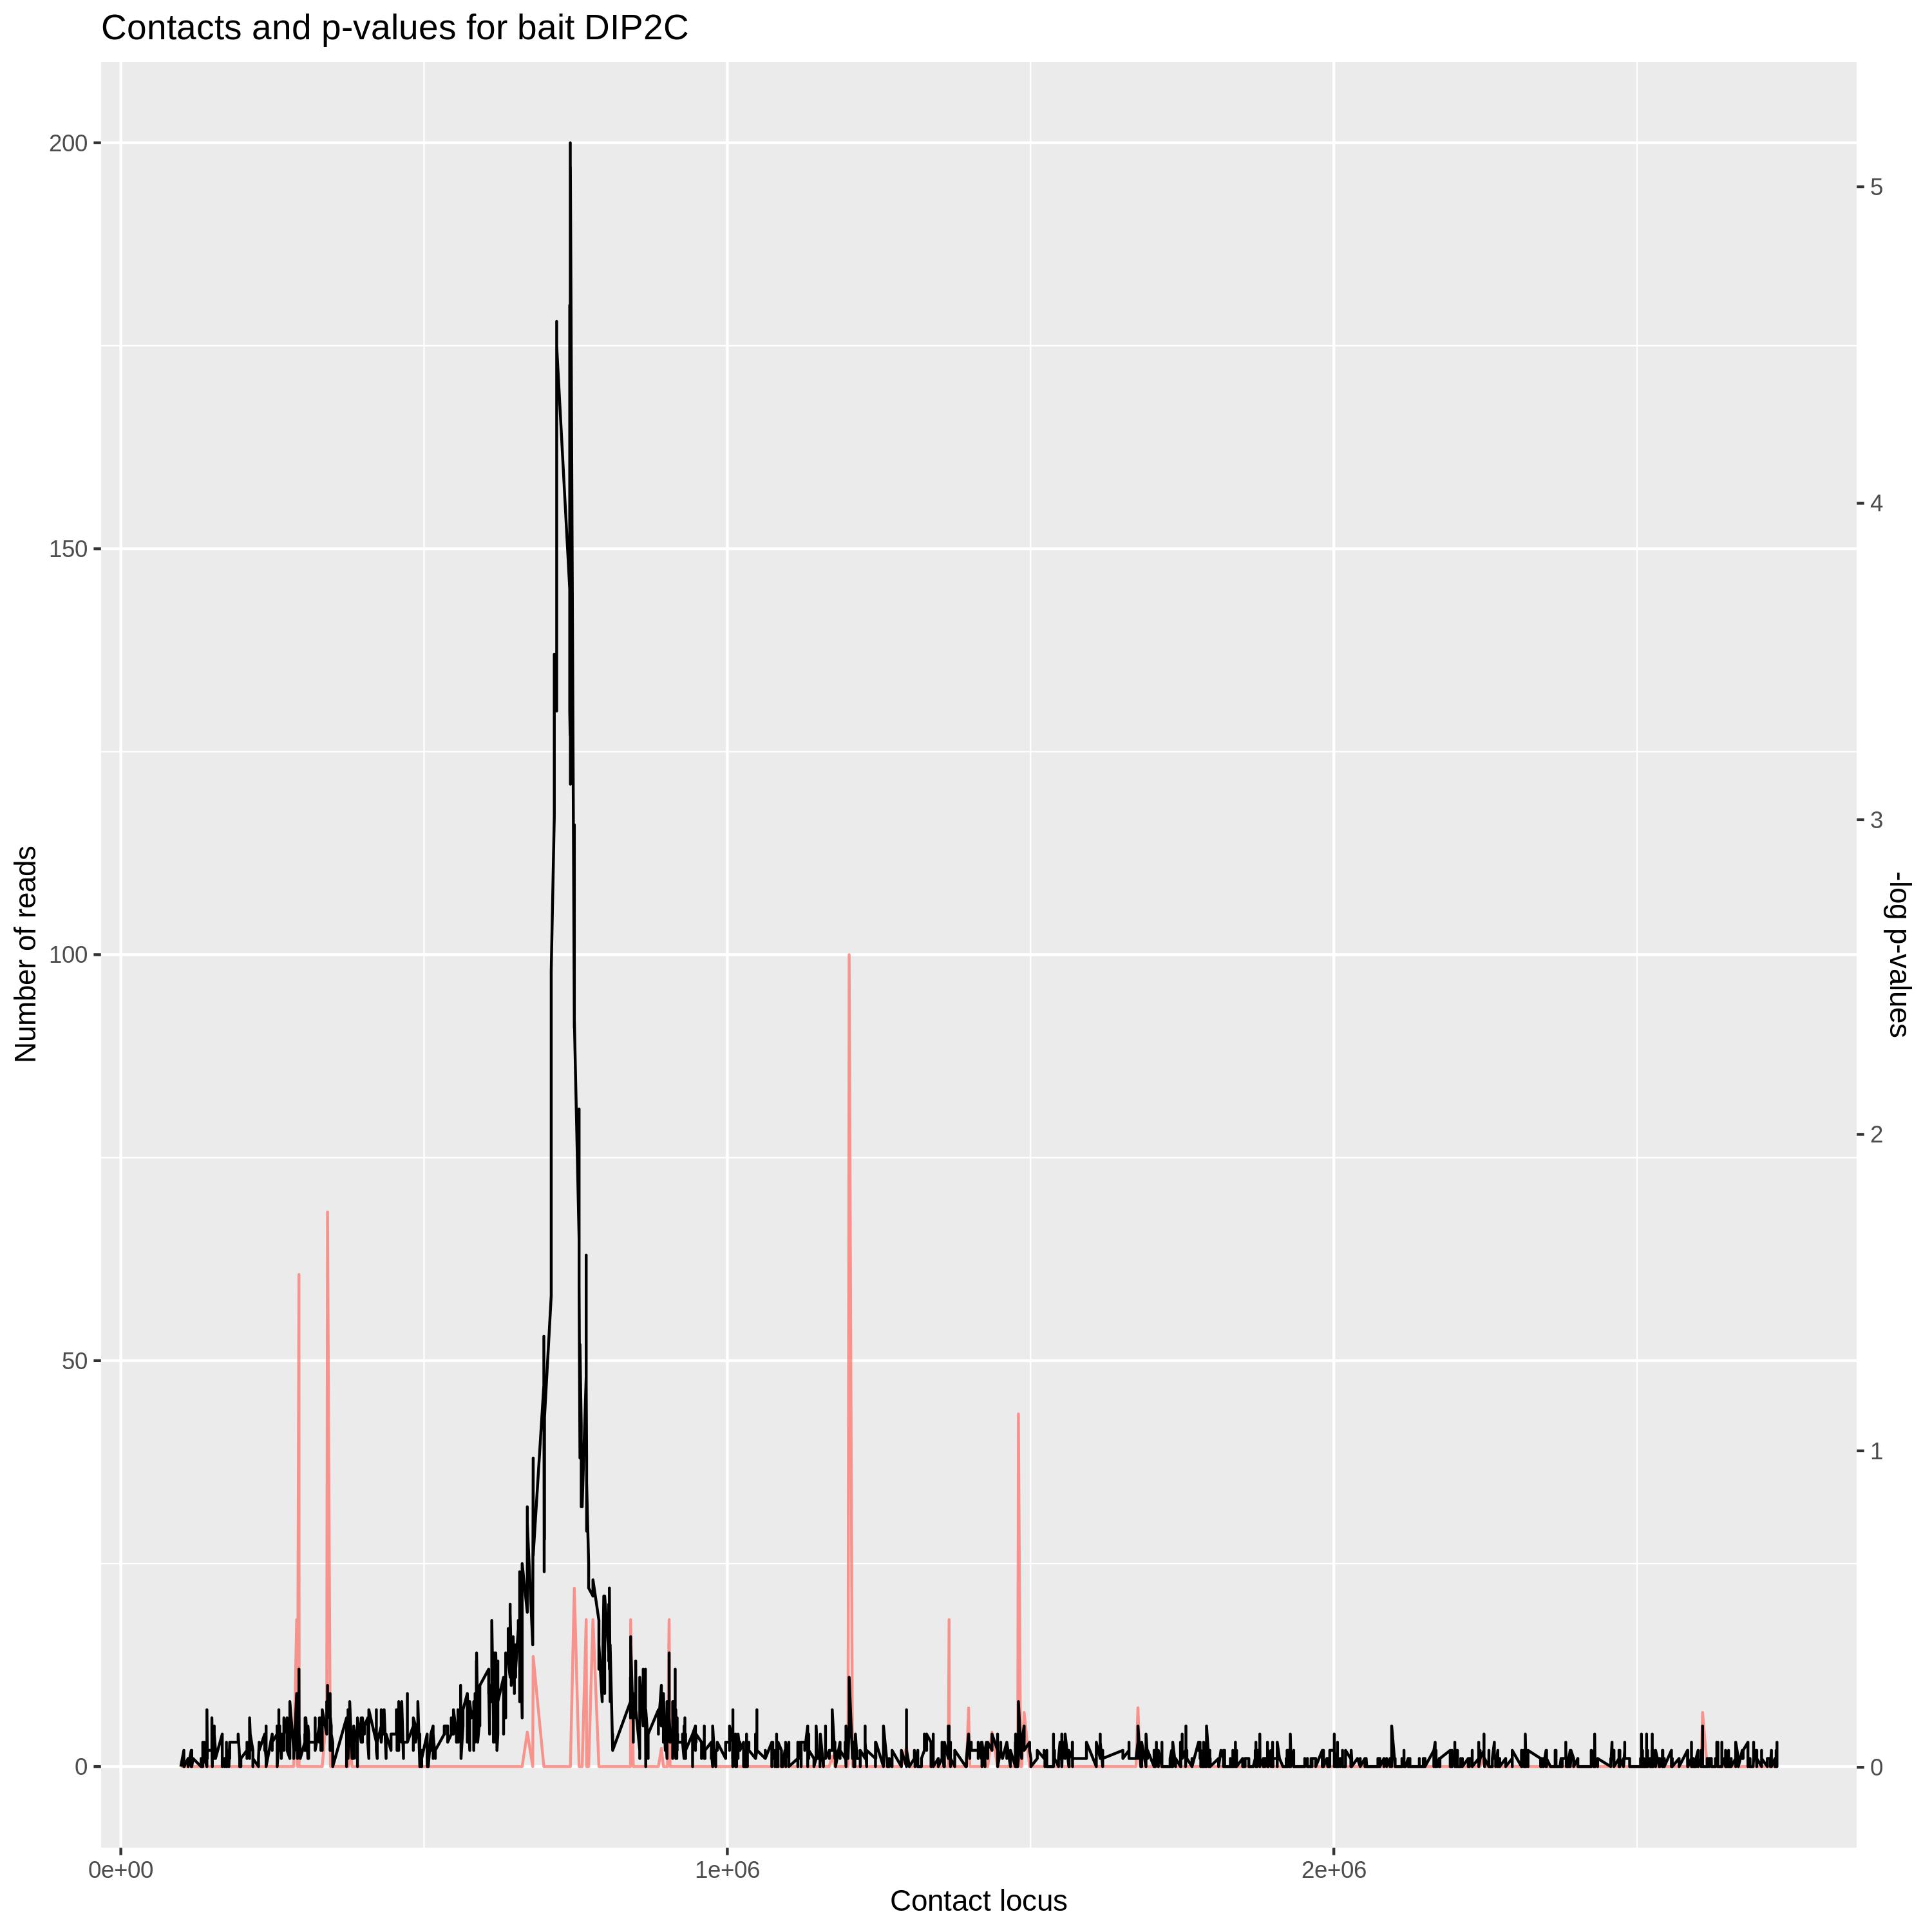 Contacts and p-values for bait DIP2C
200
150
100
50
0
Number of reads
5
4
3
2
1
0
-log p-values
0e+00
1e+06
2e+06
Contact locus